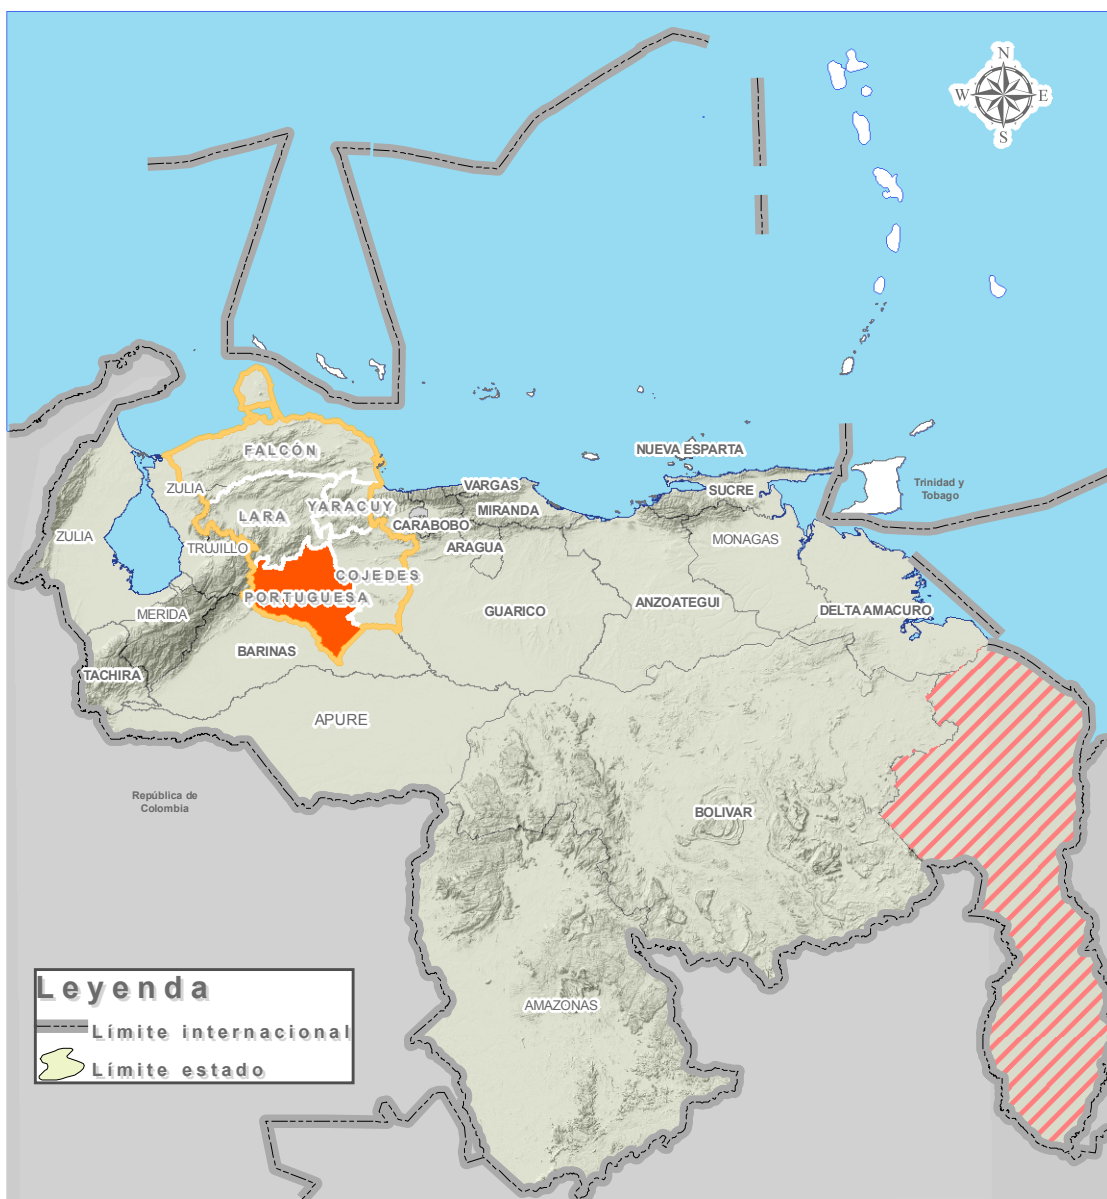 N
W E
S
NUEVA ESPARTA
FALCÓN
Trinidad y
Tobago
ZULIA
VARGAS
SUCRE
LARA
YARACUY
MIRANDA
CARABOBO
ZULIA
TRUJILLO
ARAGUA
MONAGAS
COJEDES
PORTUGUESA
ANZOATEGUI
MERIDA
GUARICO
DELTA AMACURO
BARINAS
TACHIRA
APURE
República de
Colombia
BOLIVAR
AMAZONAS
Leyenda
Límite internacional
Límite estado